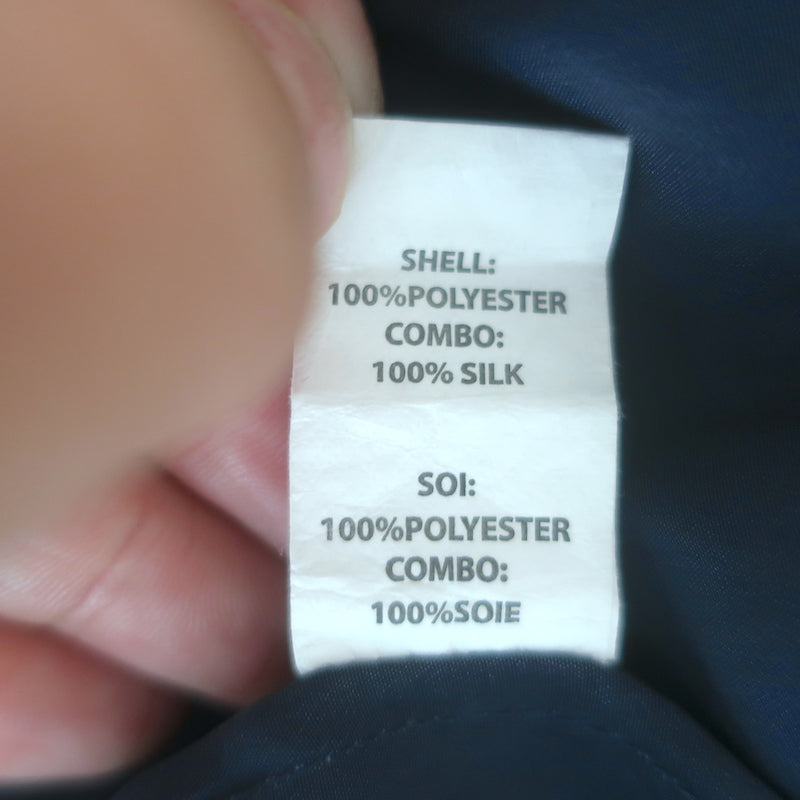 SHELL:
100%POLYESTER
COMBO:
100% SILK
SOI:
100%POLYESTER
COMBO:
100%SOIE